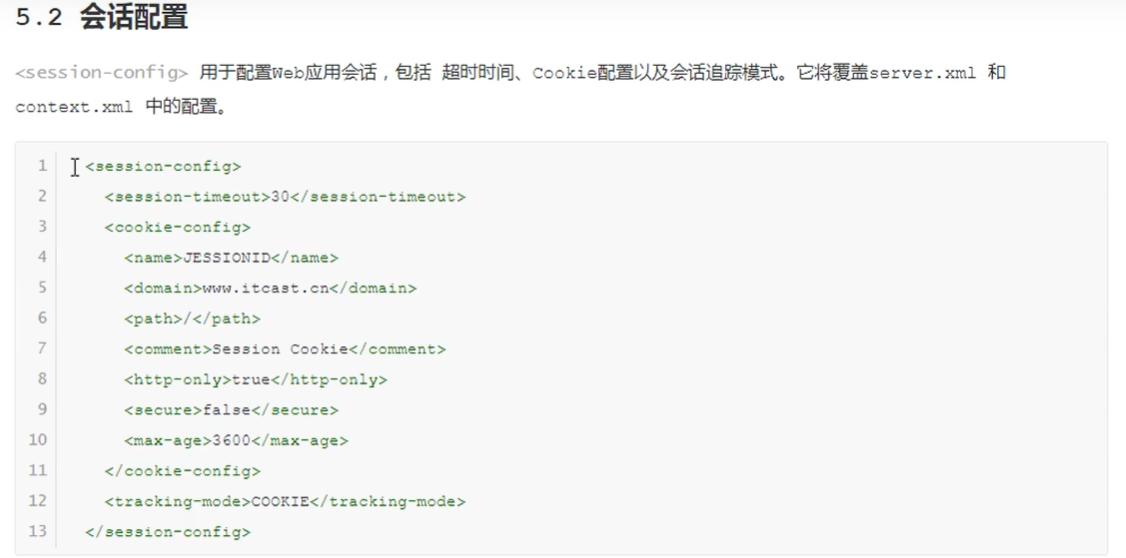 5.2 会话配置
<session-config> 用于配置Web应用会话，包括 超时时间、Cookie配置以及会话追踪模式。它将覆盖server.xml 和
context.xml 中的配置。
1 <session-config>
2 <session-timeout>30</session-timeout>
3 <cookie-config>
4 <name>JESSIONID</name>
5 <domain>www.itcast.cn</domain>
6 <path>/</path>
7 <comment>Session Cookie</comment>
8 <http-only>true</http-only>
9 <secure>false</secure>
10 <max-age>3600</max-age>
11 </cookie-config>
12 <tracking-mode>COOKIE</tracking-mode>
13 </session-config>